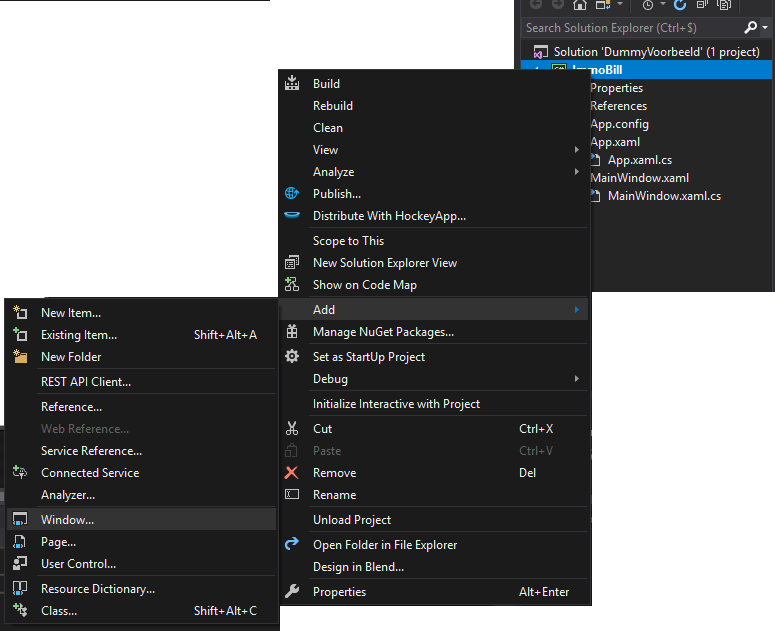 Search Solution Explorer (Ctrl+$)
Solution 'DummyVoorbeeld' (1 project)
ImmoBill
Properties
References
App.config
App.xaml
App.xaml.cs
MainWindow.xaml
MainWindow.xaml.cs
Build
Rebuild
Clean
View
Analyze
Publish...
Distribute With HockeyApp...
Scope to This
New Solution Explorer View
Show on Code Map
Add
Manage NuGet Packages...
Set as StartUp Project
Debug
Initialize Interactive with Project
Cut Ctrl+X
Paste Ctrl+V
Remove Del
Rename
Unload Project
Open Folder in File Explorer
Design in Blend...
Properties Alt+Enter
New Item...
Existing Item... Shift+Alt+A
New Folder
REST API Client...
Reference...
Web Reference...
Service Reference...
Connected Service
Analyzer...
Window...
Page...
User Control...
Resource Dictionary...
Class... Shift+Alt+C